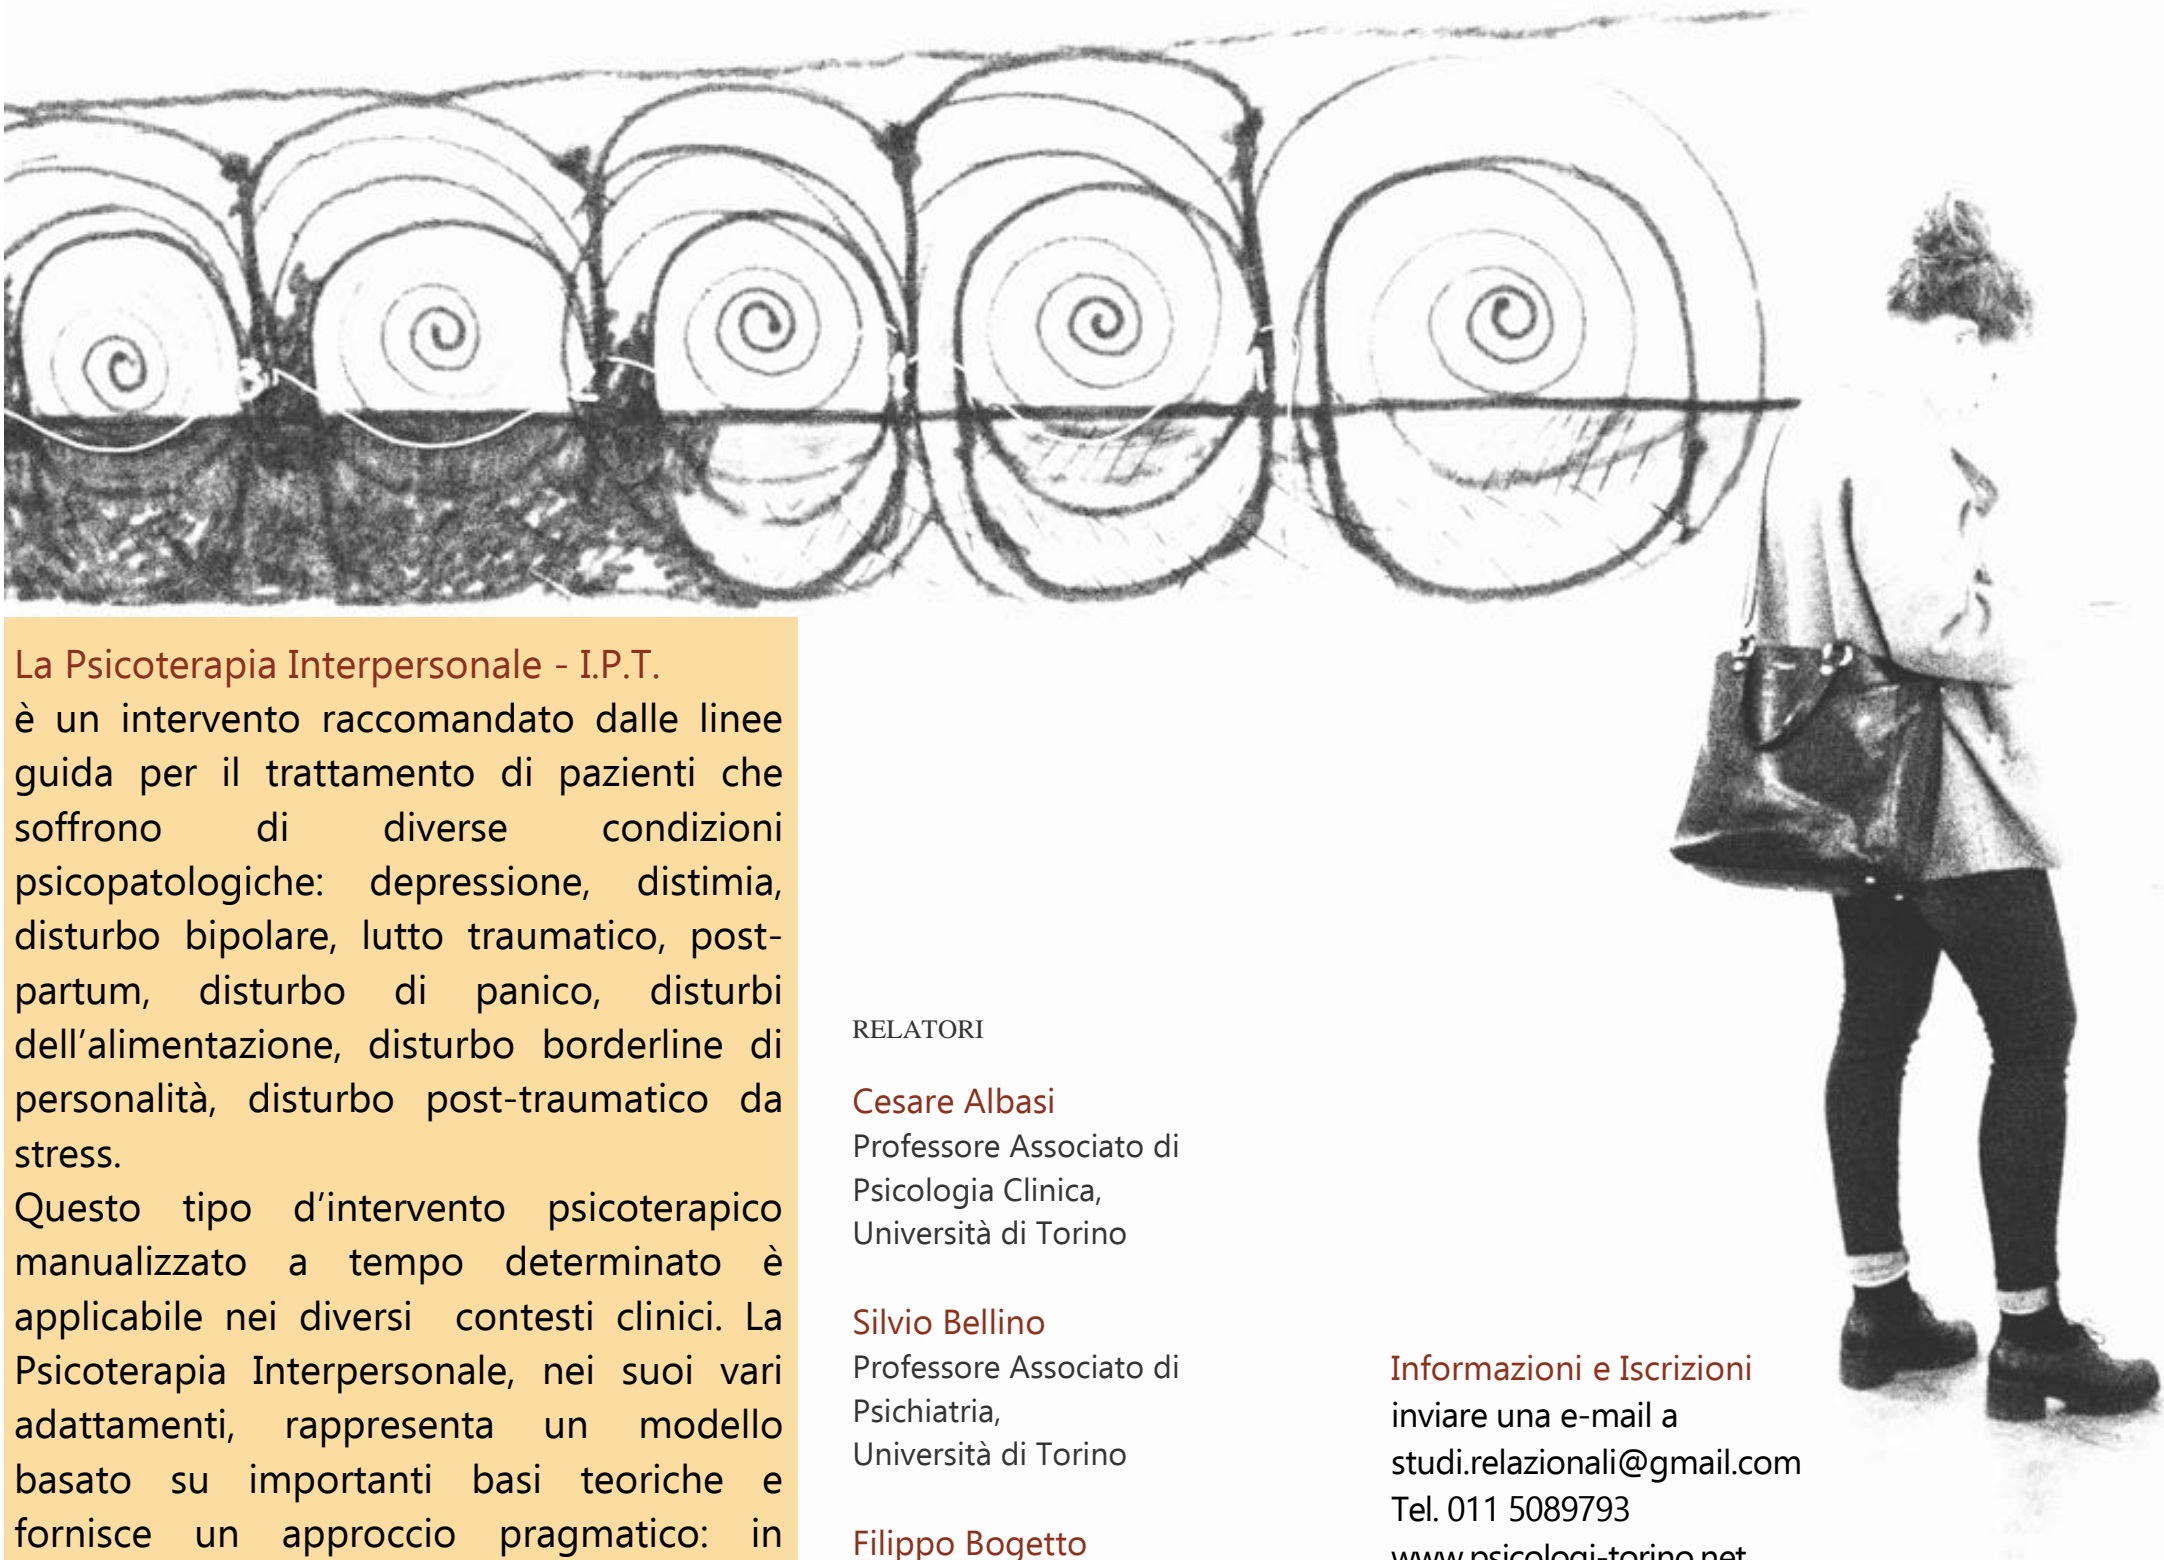 La Psicoterapia Interpersonale - I.P.T.
è un intervento raccomandato dalle linee
guida per il trattamento di pazienti che
soffrono di diverse condizioni
psicopatologiche: depressione, distimia,
disturbo bipolare, lutto traumatico, post-
partum, disturbo di panico, disturbi
dell'alimentazione, disturbo borderline di
personalità, disturbo post-traumatico da
stress.
Questo tipo d'intervento psicoterapico
manualizzato a tempo determinato è
applicabile nei diversi contesti clinici. La
Psicoterapia Interpersonale, nei suoi vari
adattamenti, rappresenta un modello
basato su importanti basi teoriche e
fornisce un approccio pragmatico: in
RELATORI
Cesare Albasi
Professore Associato di
Psicologia Clinica,
Università di Torino
Silvio Bellino
Professore Associato di
Psichiatria,
Università di Torino
Filippo Bogetto
Informazioni e Iscrizioni
inviare una e-mail a
studi.relazionali@gmail.com
Tel. 011 5089793
www.psicologi-torino.net